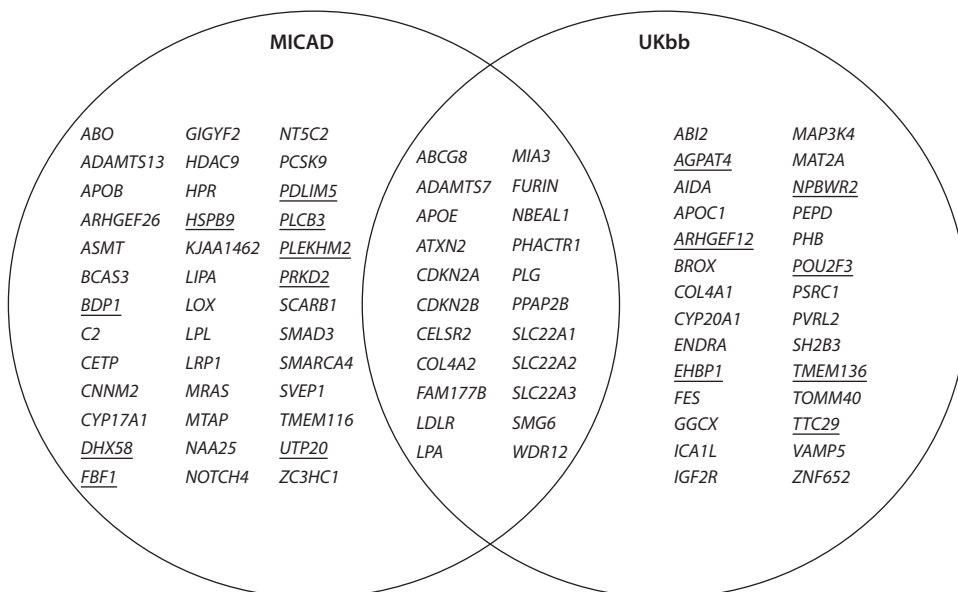 MICAD
UKbb
ABO GIGYF2 NT5C2
ADAMTS13 HDAC9 PCSK9
APOB HPR PDLIM5
ARHGEF26 HSPB9 PLCB3
ASMT KJAA1462 PLEKHM2
BCAS3 LIPA PRKD2
BDP1 LOX SCARB1
C2 LPL SMAD3
CETP LRP1 SMARCA4
CNNM2 MRAS SVEP1
CYP17A1 MTAP TMEM116
DHX58 NAA25 UTP20
FBF1 NOTCH4 ZC3HC1
ABCG8 MIA3
ADAMTS7 FURIN
APOE NBEAL1
ATXN2 PHACTR1
CDKN2A PLG
CDKN2B PPAP2B
CELSR2 SLC22A1
COL4A2 SLC22A2
FAM177B SLC22A3
LDLR SMG6
LPA WDR12
ABI2 MAP3K4
AGPAT4 MAT2A
AIDA NPBWR2
APOC1 PEPD
ARHGEF12 PHB
BROX POU2F3
COL4A1 PSRC1
CYP20A1 PVRL2
ENDRA SH2B3
EHBP1 TMEM136
FES TOMM40
GGCX TTC29
ICA1L VAMP5
IGF2R ZNF652